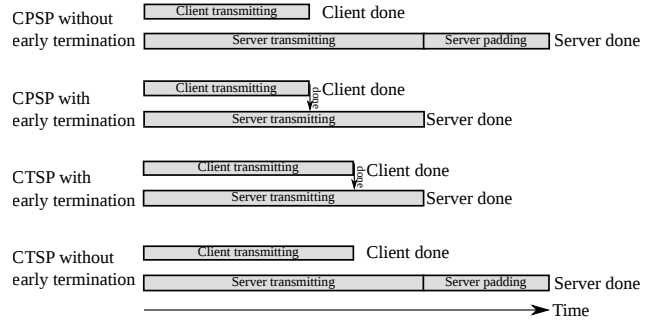 Client transmitting
Client done
CPSP without
early termination
Server transmitting
Server padding
Server done
Client transmitting
Client done
CPSP with
early termination
done
Server transmitting
Server done
Client transmitting
Client done
CTSP with
early termination
done
Server transmitting
Server done
Client transmitting
Client done
CTSP without
early termination
Server transmitting
Server padding
Server done
Time